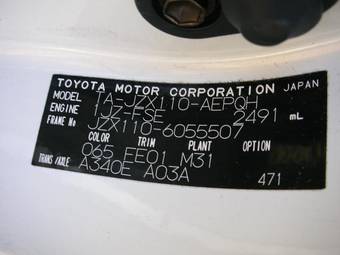 TOYOTA MOTOR CORPORATION JAPAN
MODEL TA-JZX110-AEPQH
ENGINE 1JZ-FSE 2491 mL
FRAME No JZX110-6055507
COLOR TRIM PLANT OPTION
065 EE01 M31
TRANS/AXLE A340E A03A
471